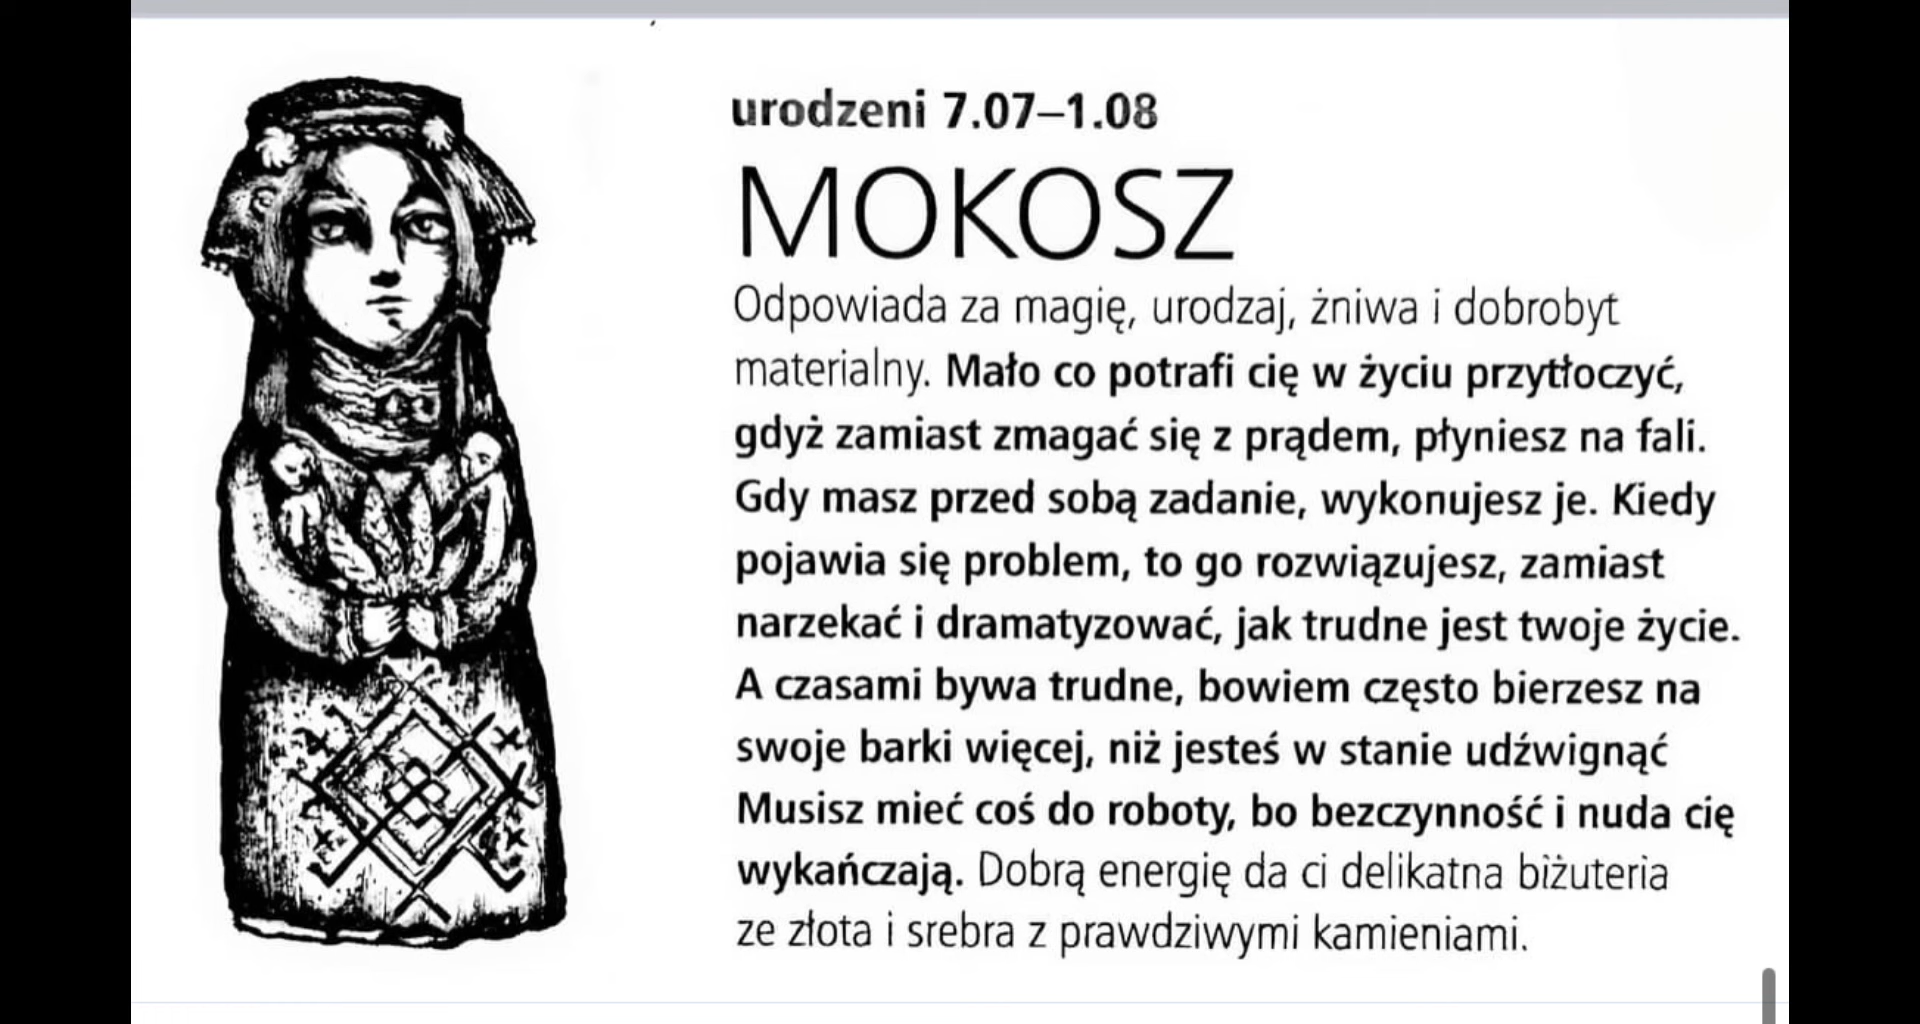 urodzeni 7.07–1.08
MOKOSZ
Odpowiada za magię, urodzaj, żniwa i dobrobyt
materialny. Mało co potrafi cię w życiu przytłoczyć,
gdyż zamiast zmagać się z prądem, płyniesz na fali.
Gdy masz przed sobą zadanie, wykonujesz je. Kiedy
pojawia się problem, to go rozwiązujesz, zamiast
narzekać i dramatyzować, jak trudne jest twoje życie.
A czasami bywa trudne, bowiem często bierzesz na
swoje barki więcej, niż jesteś w stanie udźwignąć
Musisz mieć coś do roboty, bo bezczynność i nuda cię
wykańczają. Dobrą energię da ci delikatna biżuteria
ze złota i srebra z prawdziwymi kamieniami.